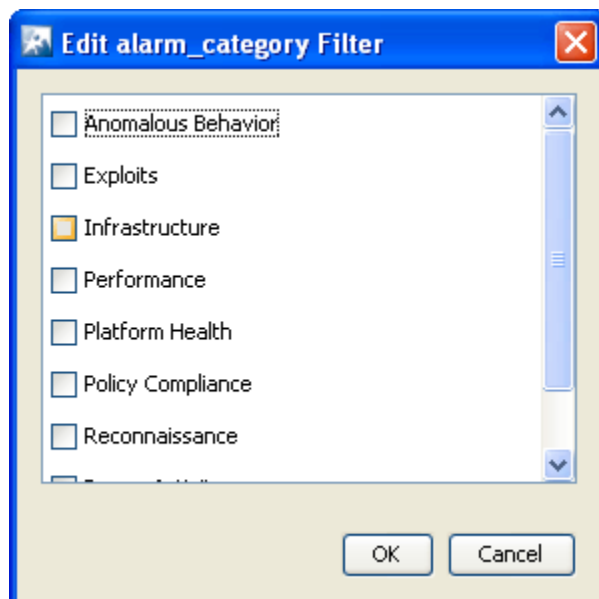 Edit alarm_category Filter
Anomalous Behavior
Exploits
Infrastructure
Performance
Platform Health
Policy Compliance
Reconnaissance
OK
Cancel